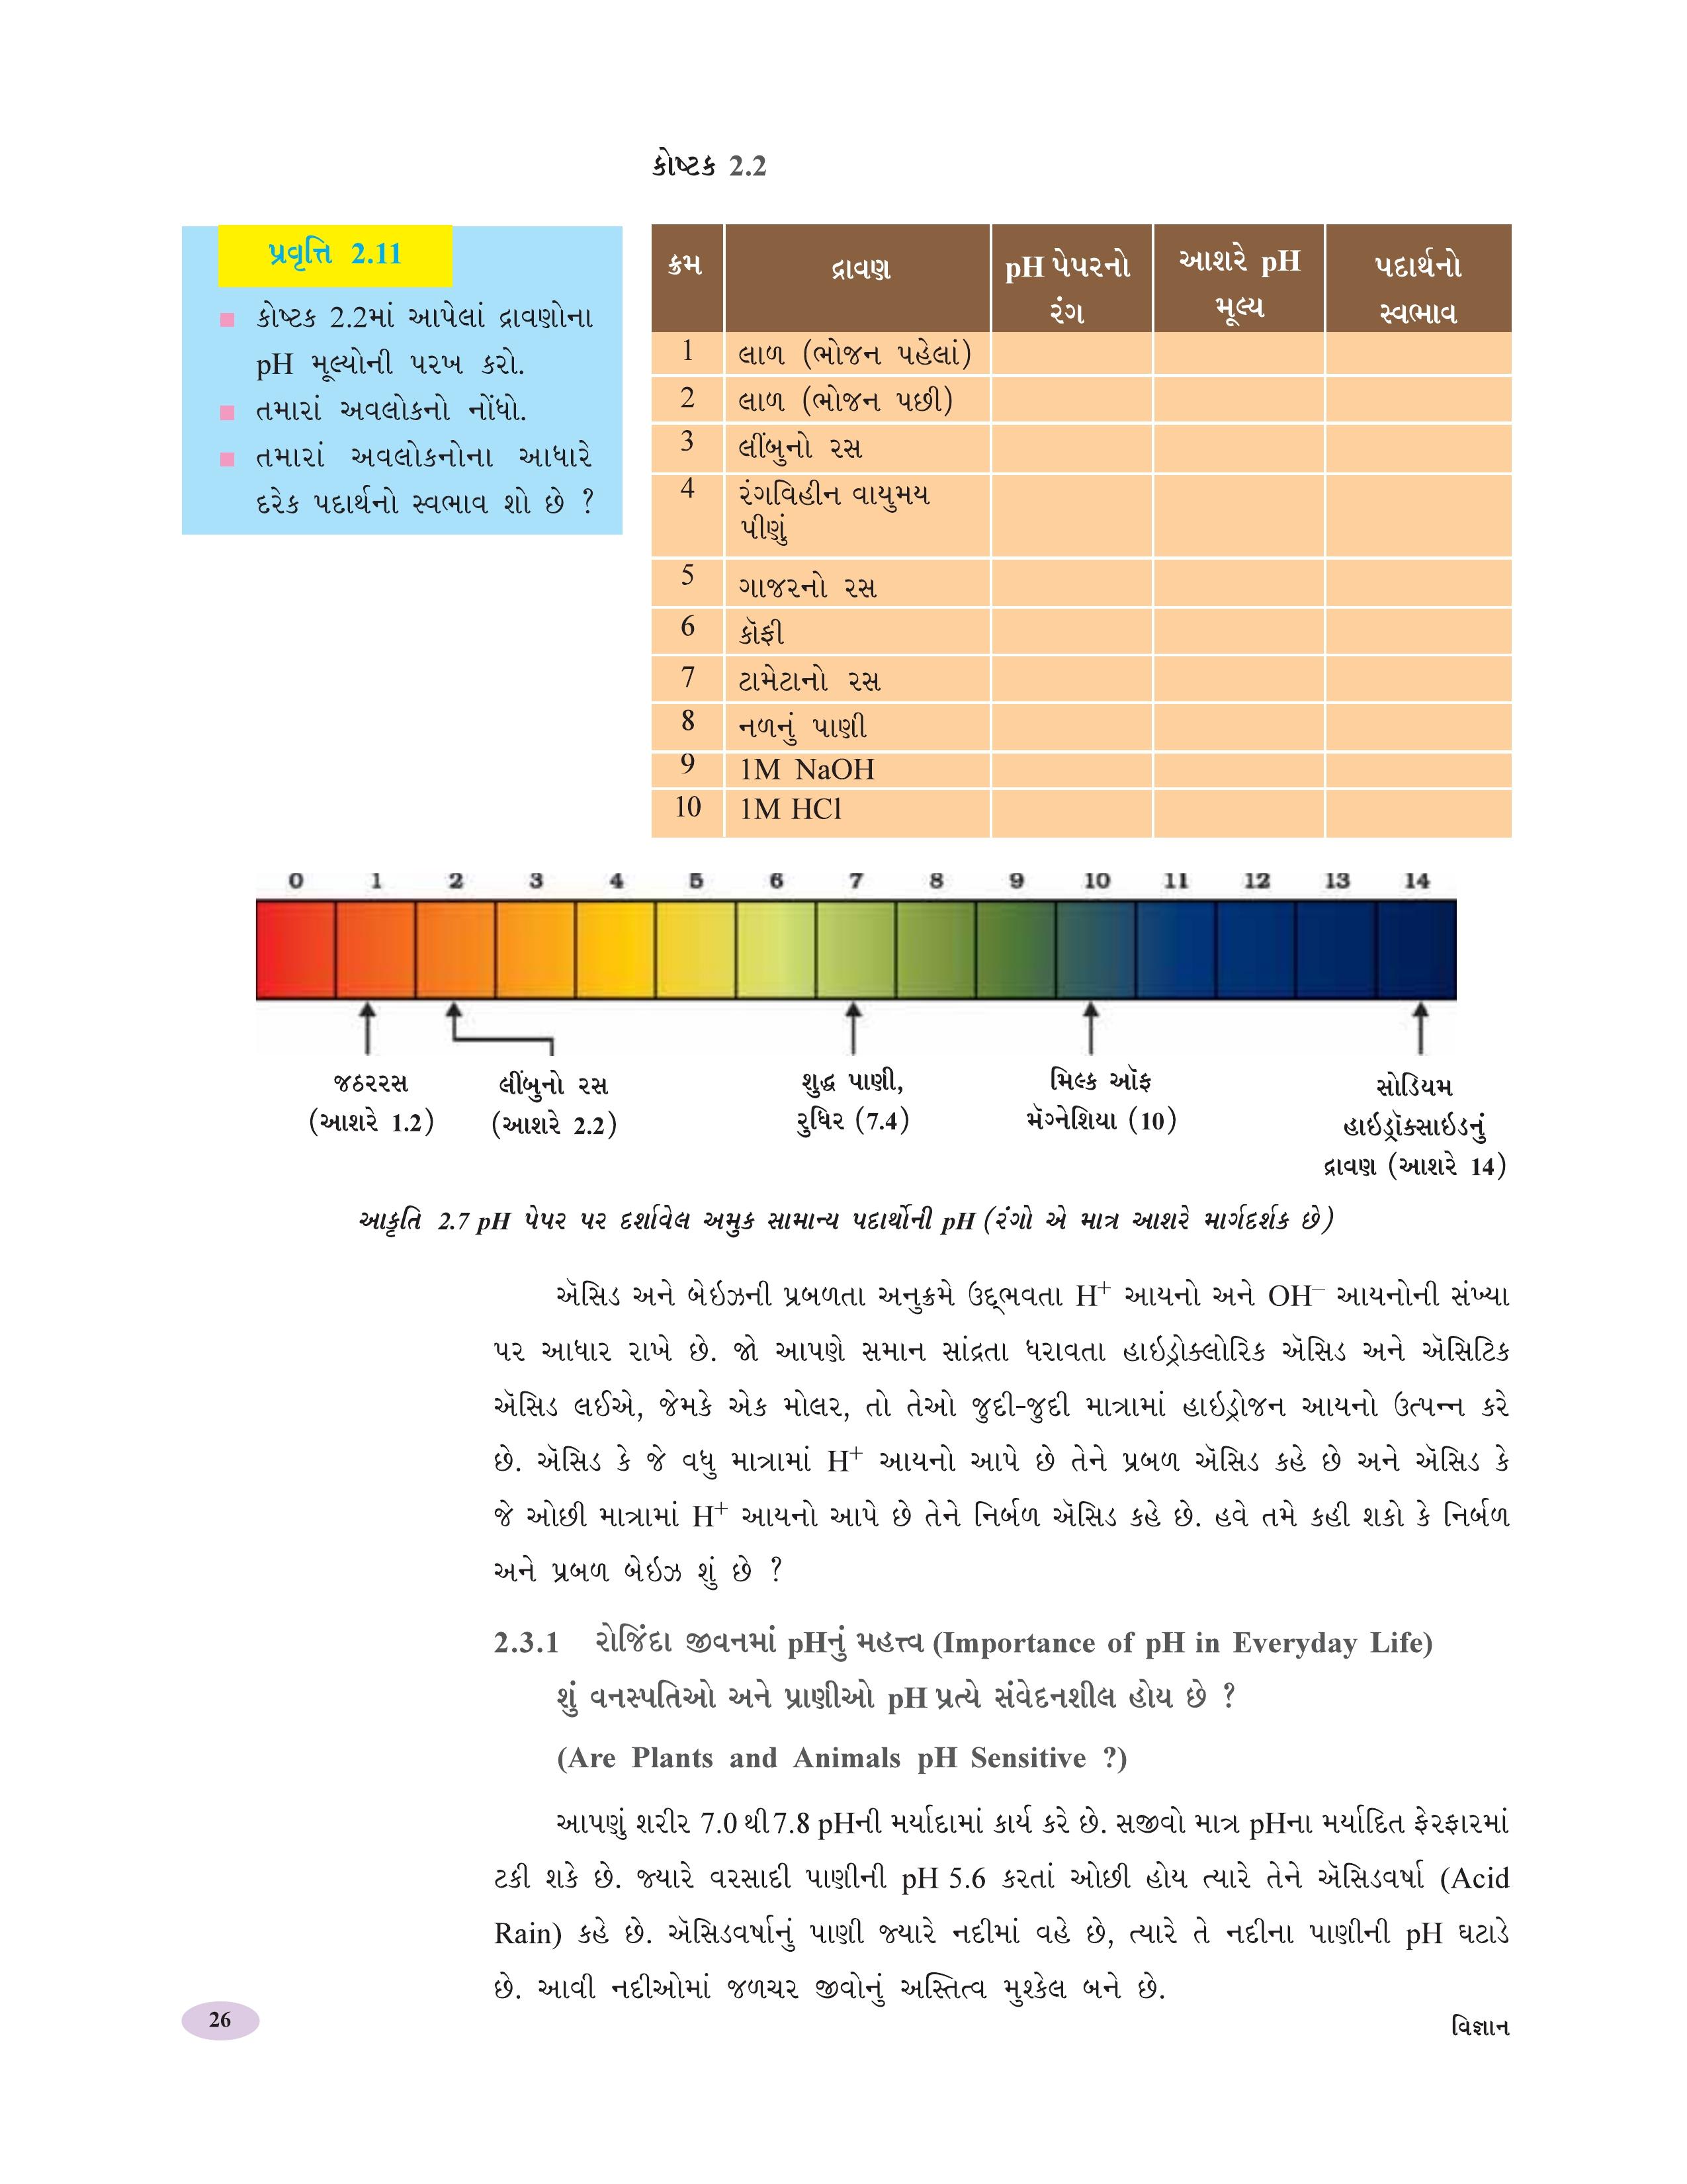 કોષ્ટક 2.2
પ્રવૃત્તિ 2.11
કોષ્ટક 2.2માં આપેલાં દ્રાવણોના
pH મૂલ્યોની પરખ કરો.
તમારાં અવલોકનો નોંધો.
તમારાં અવલોકનોના આધારે
દરેક પદાર્થનો સ્વભાવ શો છે ?
ક્રમ દ્રાવણ pH પેપરનો આશરે pH પદાર્થનો
રંગ મૂલ્ય સ્વભાવ
1 લાળ (ભોજન પહેલાં)
2 લાળ (ભોજન પછી)
3 લીંબુનો રસ
4 રંગવિહીન વાયુમય
પીણું
5 ગાજરનો રસ
6 કૉફી
7 ટામેટાનો રસ
8 નળનું પાણી
9 1M NaOH
10 1M HCl
0 1 2 3 4 5 6 7 8 9 10 11 12 13 14
જઠરરસ લીંબુનો રસ શુદ્ધ પાણી, મિલ્ક ઑફ સોડિયમ
(આશરે 1.2) (આશરે 2.2) રુધિર (7.4) મૅગ્નેશિયા (10) હાઇડ્રૉક્સાઇડનું
દ્રાવણ (આશરે 14)
આકૃતિ 2.7 pH પેપર પર દર્શાવેલ અમુક સામાન્ય પદાર્થોની pH (રંગો એ માત્ર આશરે માર્ગદર્શક છે)
ઍસિડ અને બેઇઝની પ્રબળતા અનુક્રમે ઉદ્‌ભવતા H⁺ આયનો અને OH⁻ આયનોની સંખ્યા
પર આધાર રાખે છે. જો આપણે સમાન સાંદ્રતા ધરાવતા હાઇડ્રોક્લોરિક ઍસિડ અને ઍસિટિક
ઍસિડ લઈએ, જેમકે એક મોલર, તો તેઓ જુદી-જુદી માત્રામાં હાઇડ્રોજન આયનો ઉત્પન્ન કરે
છે. ઍસિડ કે જે વધુ માત્રામાં H⁺ આયનો આપે છે તેને પ્રબળ ઍસિડ કહે છે અને ઍસિડ કે
જે ઓછી માત્રામાં H⁺ આયનો આપે છે તેને નિર્બળ ઍસિડ કહે છે. હવે તમે કહી શકો કે નિર્બળ
અને પ્રબળ બેઇઝ શું છે ?
2.3.1 રોજિંદા જીવનમાં pHનું મહત્ત્વ (Importance of pH in Everyday Life)
શું વનસ્પતિઓ અને પ્રાણીઓ pH પ્રત્યે સંવેદનશીલ હોય છે ?
(Are Plants and Animals pH Sensitive ?)
આપણું શરીર 7.0 થી 7.8 pHની મર્યાદામાં કાર્ય કરે છે. સજીવો માત્ર pHના મર્યાદિત ફેરફારમાં
ટકી શકે છે. જ્યારે વરસાદી પાણીની pH 5.6 કરતાં ઓછી હોય ત્યારે તેને ઍસિડવર્ષા (Acid
Rain) કહે છે. ઍસિડવર્ષાનું પાણી જ્યારે નદીમાં વહે છે, ત્યારે તે નદીના પાણીની pH ઘટાડે
છે. આવી નદીઓમાં જળચર જીવોનું અસ્તિત્વ મુશ્કેલ બને છે.
26
વિજ્ઞાન